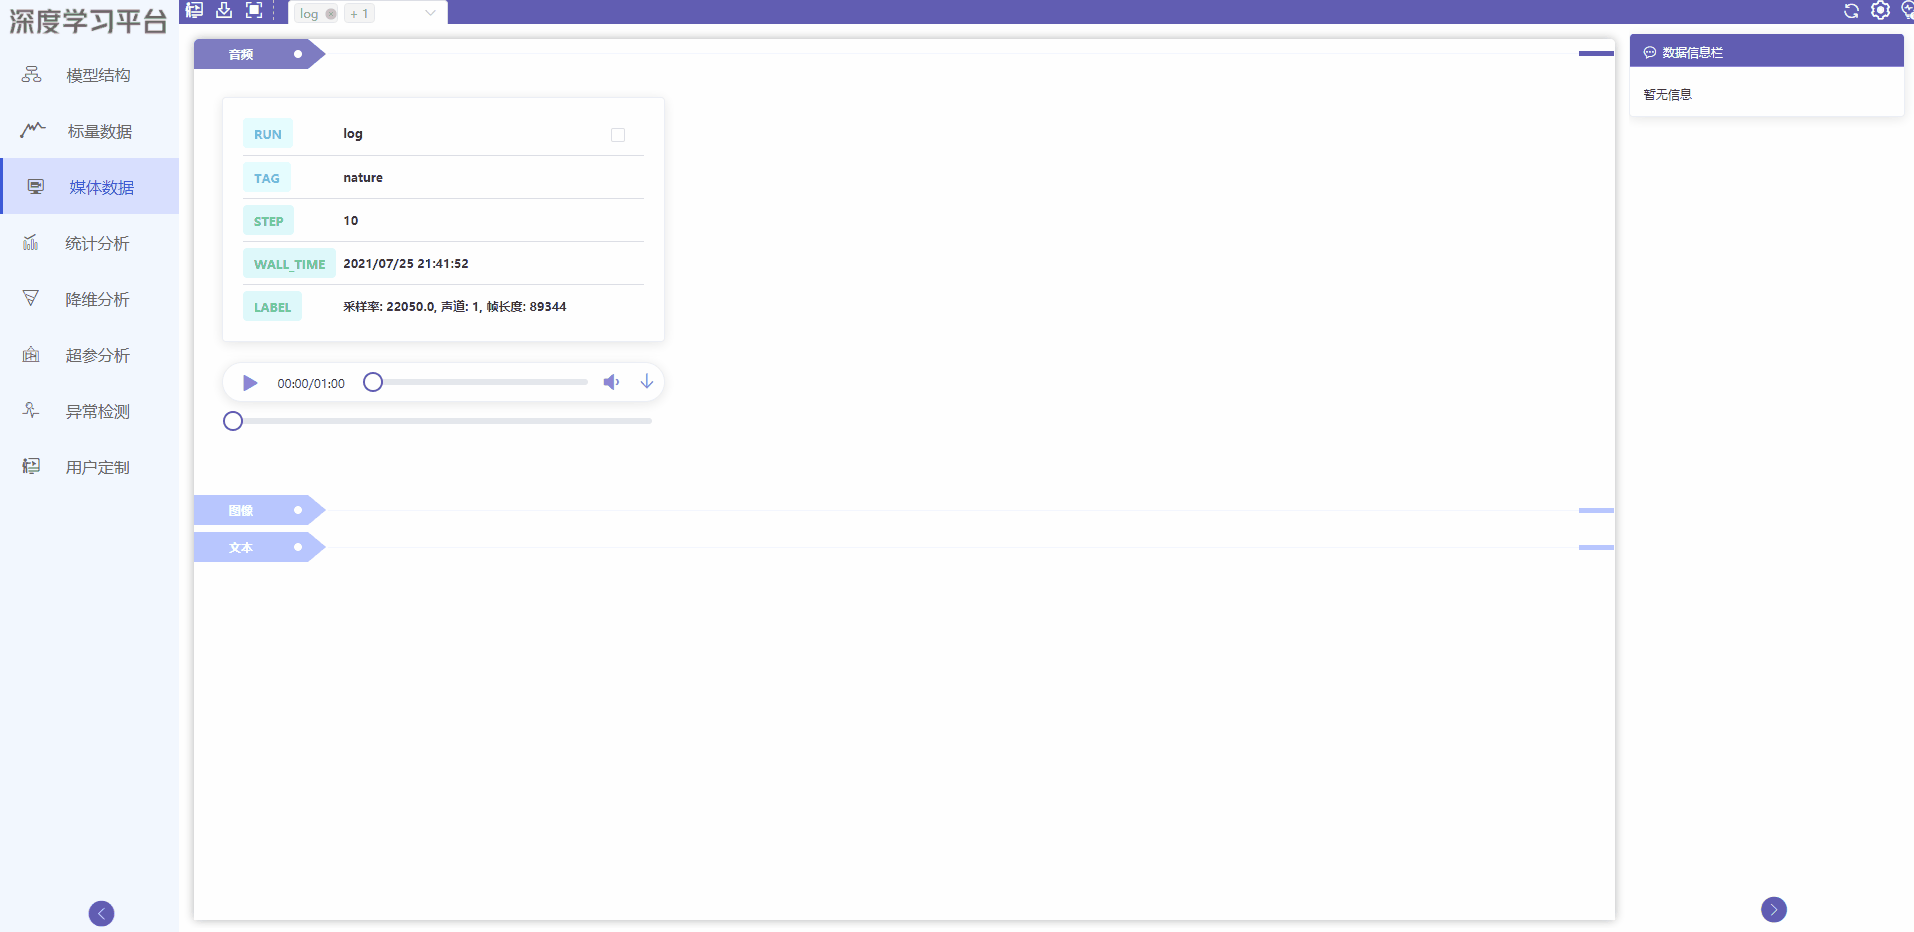 深度学习平台
log
+ 1
模型结构
标量数据
媒体数据
统计分析
降维分析
超参分析
异常检测
用户定制
音频
RUN log
TAG nature
STEP 10
WALL_TIME 2021/07/25 21:41:52
LABEL 采样率: 22050.0, 声道: 1, 帧长度: 89344
00:00/01:00
图像
文本
数据信息栏
暂无信息